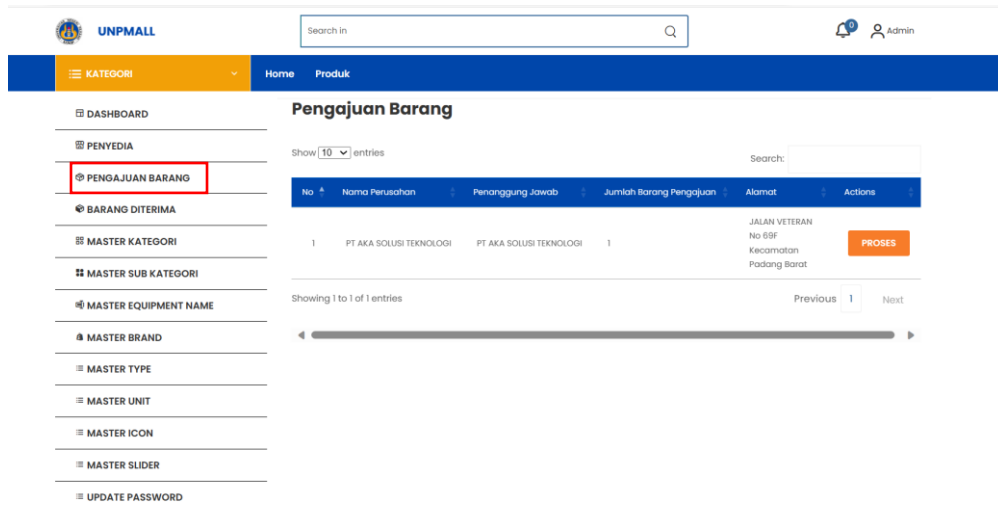 UNPMALL
Search in
0
Admin
KATEGORI
Home Produk
DASHBOARD
PENYEDIA
PENGAJUAN BARANG
BARANG DITERIMA
MASTER KATEGORI
MASTER SUB KATEGORI
MASTER EQUIPMENT NAME
MASTER BRAND
MASTER TYPE
MASTER UNIT
MASTER ICON
MASTER SLIDER
UPDATE PASSWORD
Pengajuan Barang
Show 10 entries
Search:
No Nama Perusahan Penanggung Jawab Jumlah Barang Pengajuan Alamat Actions
1 PT AKA SOLUSI TEKNOLOGI PT AKA SOLUSI TEKNOLOGI 1
JALAN VETERAN
No 69F
Kecamatan
Padang Barat
PROSES
Showing 1 to 1 of 1 entries
Previous 1 Next